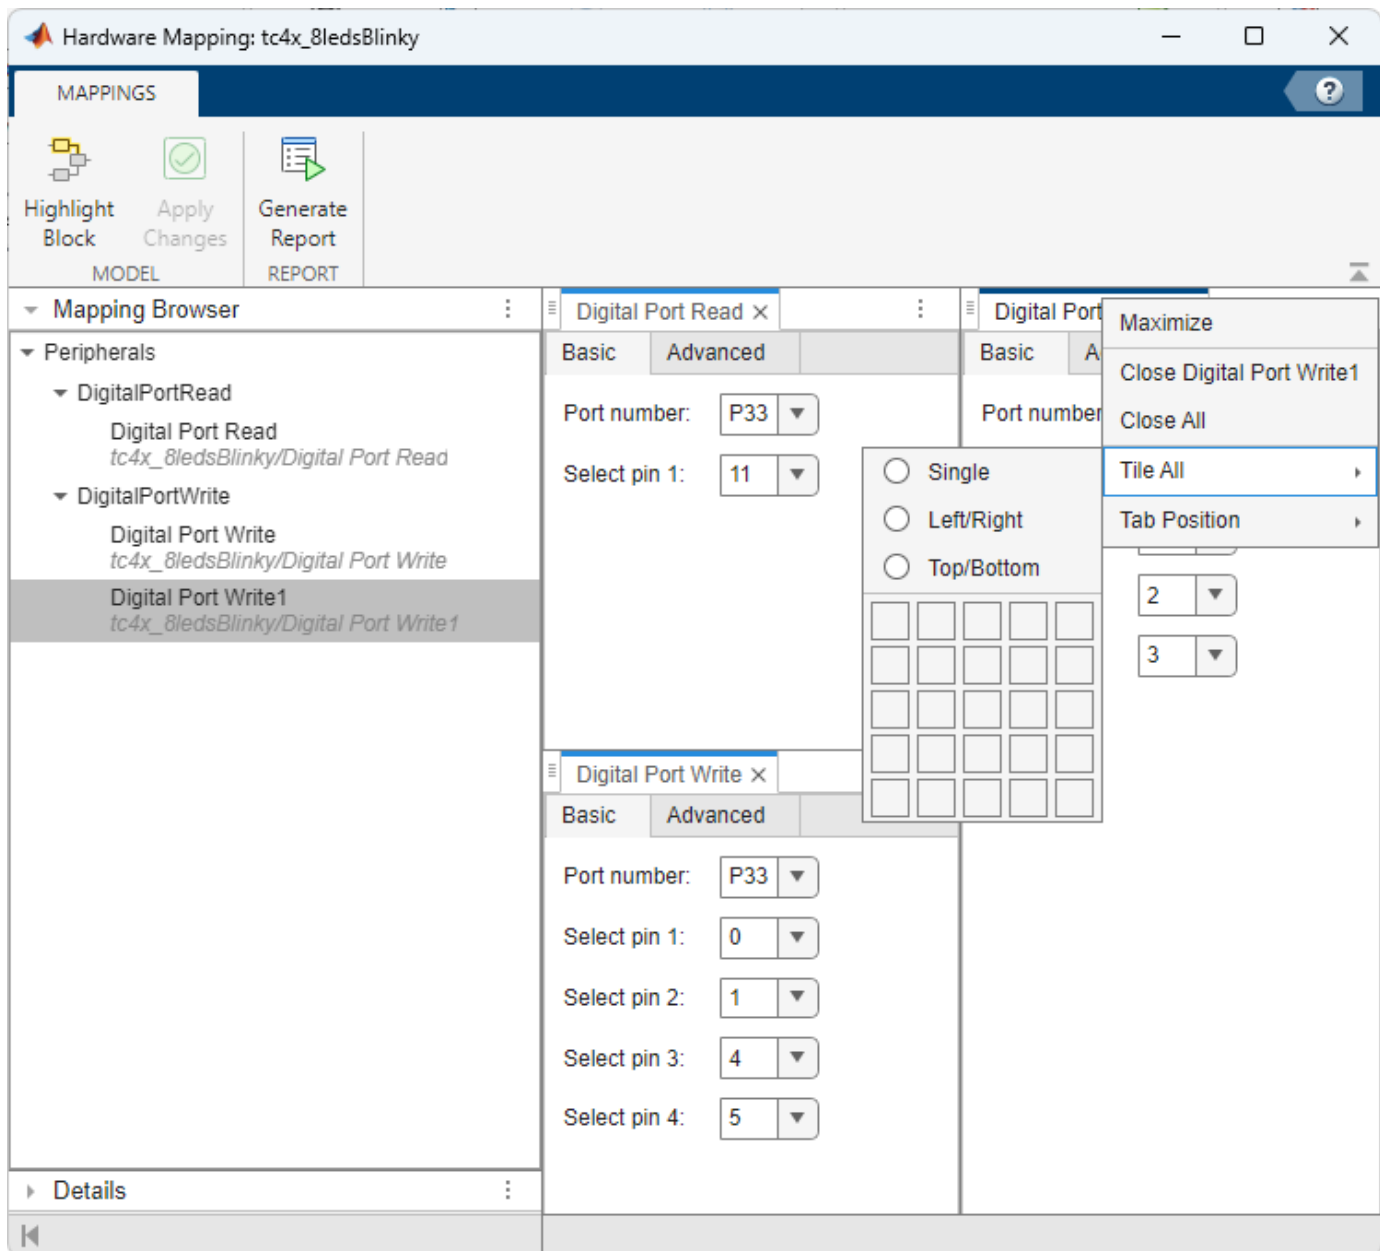 Hardware Mapping: tc4x_8ledsBlinky
MAPPINGS
?
Highlight Block
Apply Changes
Generate Report
MODEL
REPORT
Mapping Browser
Peripherals
DigitalPortRead
Digital Port Read
tc4x_8ledsBlinky/Digital Port Read
DigitalPortWrite
Digital Port Write
tc4x_8ledsBlinky/Digital Port Write
Digital Port Write1
tc4x_8ledsBlinky/Digital Port Write1
Details
Digital Port Read
Basic Advanced
Port number: P33
Select pin 1: 11
Digital Port Write
Basic Advanced
Port number: P33
Select pin 1: 0
Select pin 2: 1
Select pin 3: 4
Select pin 4: 5
Digital Port
Basic A
Port number
2
3
Maximize
Close Digital Port Write1
Close All
Tile All
Tab Position
Single
Left/Right
Top/Bottom